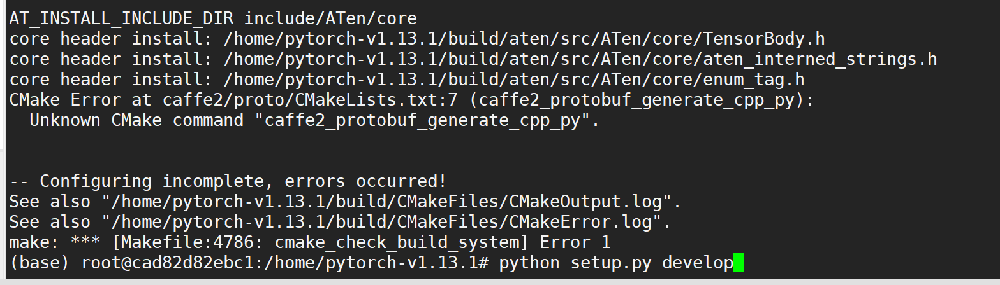 AT_INSTALL_INCLUDE_DIR include/ATen/core
core header install: /home/pytorch-v1.13.1/build/aten/src/ATen/core/TensorBody.h
core header install: /home/pytorch-v1.13.1/build/aten/src/ATen/core/aten_interned_strings.h
core header install: /home/pytorch-v1.13.1/build/aten/src/ATen/core/enum_tag.h
CMake Error at caffe2/proto/CMakeLists.txt:7 (caffe2_protobuf_generate_cpp_py):
  Unknown CMake command "caffe2_protobuf_generate_cpp_py".
-- Configuring incomplete, errors occurred!
See also "/home/pytorch-v1.13.1/build/CMakeFiles/CMakeOutput.log".
See also "/home/pytorch-v1.13.1/build/CMakeFiles/CMakeError.log".
make: *** [Makefile:4786: cmake_check_build_system] Error 1
(base) root@cad82d82ebc1:/home/pytorch-v1.13.1# python setup.py develop